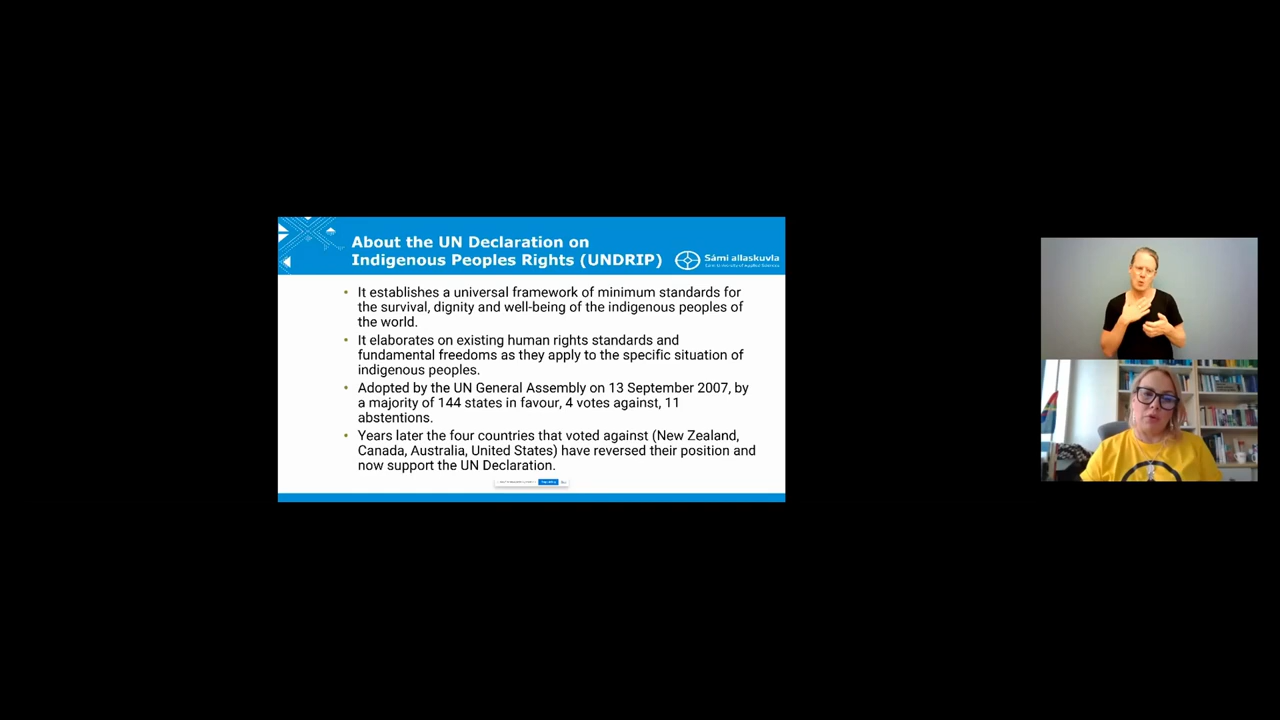 About the UN Declaration on
Indigenous Peoples Rights (UNDRIP)
Sámi allaskuvla
Sámi University of Applied Sciences
• It establishes a universal framework of minimum standards for
the survival, dignity and well-being of the indigenous peoples of
the world.
• It elaborates on existing human rights standards and
fundamental freedoms as they apply to the specific situation of
indigenous peoples.
• Adopted by the UN General Assembly on 13 September 2007, by
a majority of 144 states in favour, 4 votes against, 11
abstentions.
• Years later the four countries that voted against (New Zealand,
Canada, Australia, United States) have reversed their position and
now support the UN Declaration.